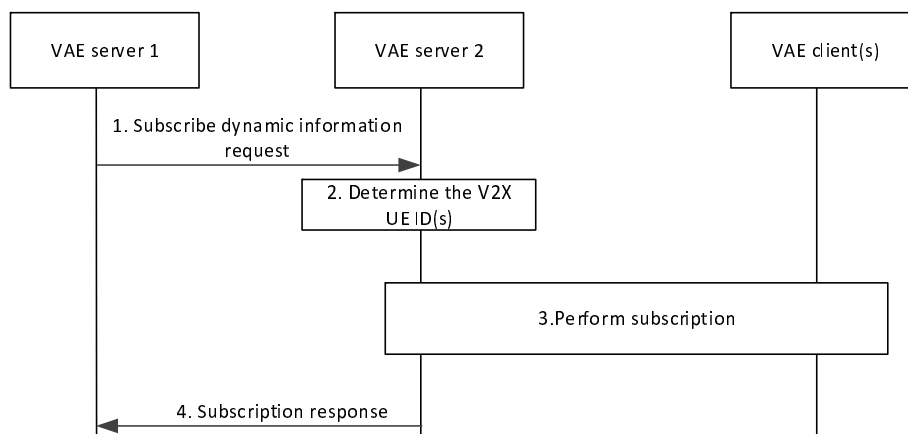 VAE server 1
VAE server 2
VAE client(s)
1. Subscribe dynamic information
request
2. Determine the V2X
UE ID(s)
3.Perform subscription
4. Subscription response